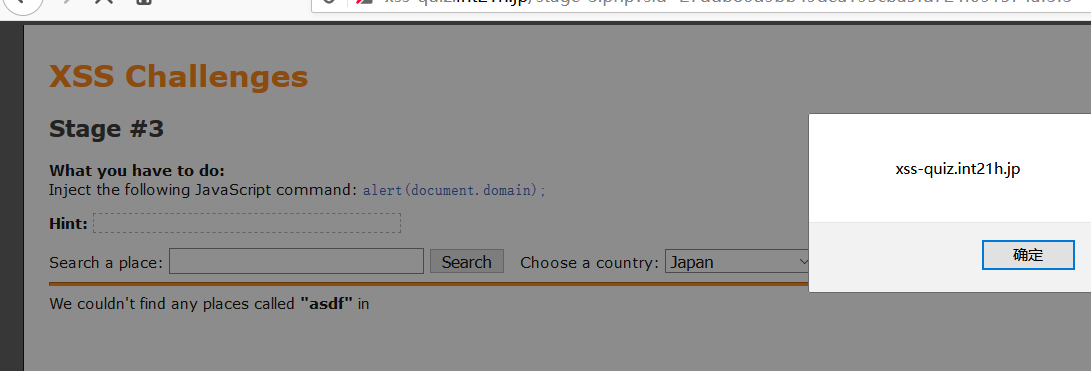 XSS Challenges
Stage #3
What you have to do:
Inject the following JavaScript command: alert(document.domain);
Hint:
Search a place: Search Choose a country: Japan
We couldn't find any places called "asdf" in
xss-quiz.int21h.jp
确定